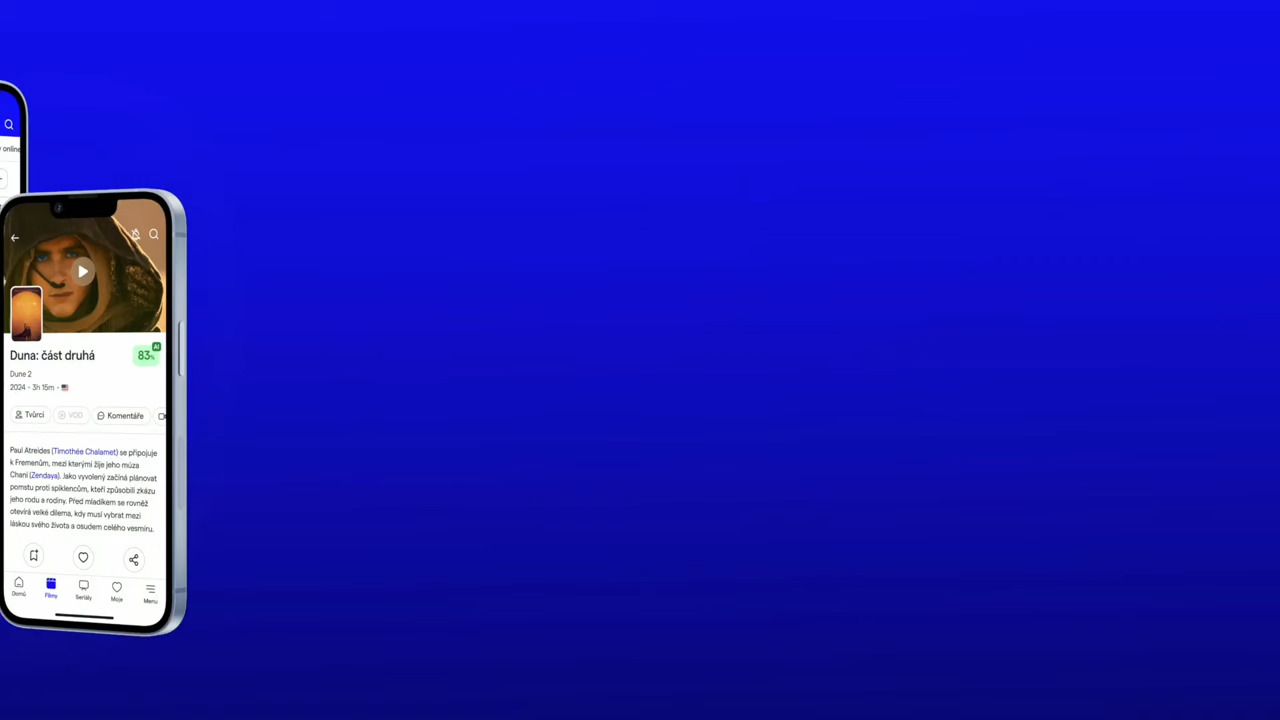 y online
Duna: část druhá
83%
AI
Dune 2
2024 • 3h 15m •
Tvůrci
VOD
Komentáře
Paul Atreides (Timothée Chalamet) se připojuje
k Fremenům, mezi kterými žije jeho múza
Chani (Zendaya). Jako vyvolený začíná plánovat
pomstu proti spiklencům, kteří způsobili zkázu
jeho rodu a rodiny. Před mladíkem se rovněž
otevírá velké dilema, kdy musí vybrat mezi
láskou svého života a osudem celého vesmíru.
Domů
Filmy
Seriály
Moje
Menu